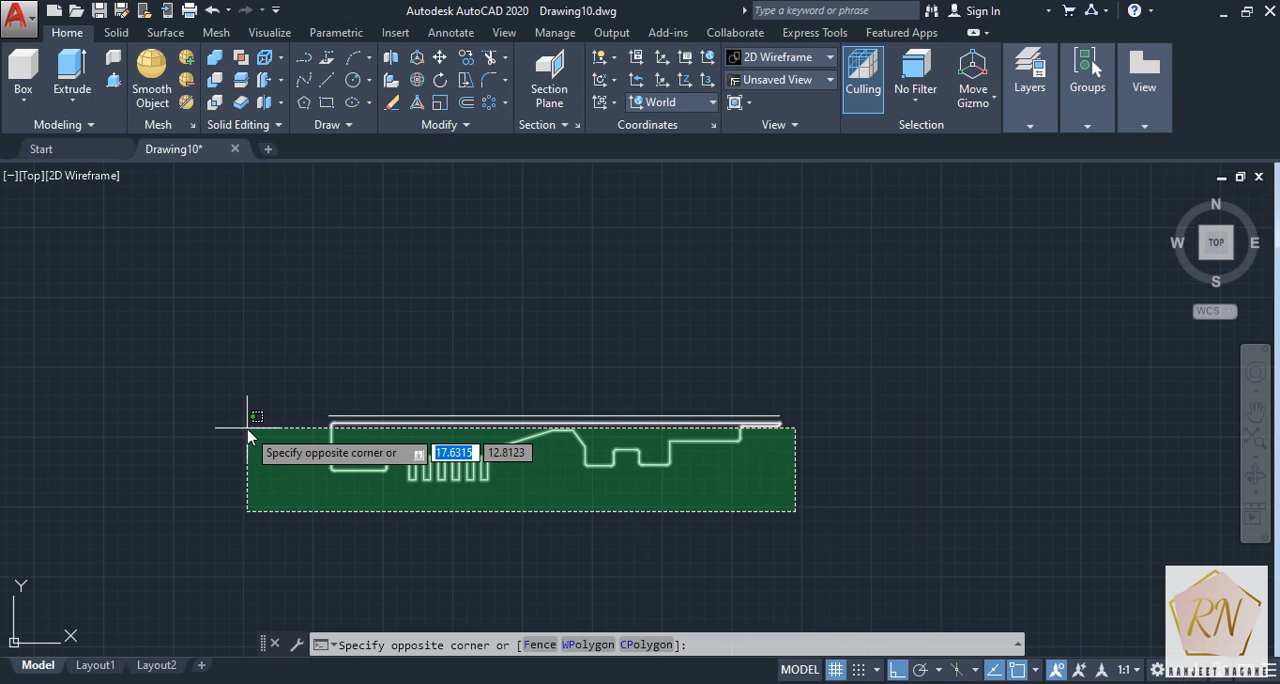 Autodesk AutoCAD 2020 Drawing10.dwg
Type a keyword or phrase
Sign In
Home Solid Surface Mesh Visualize Parametric Insert Annotate View Manage Output Add-ins Collaborate Express Tools Featured Apps
2D Wireframe
Unsaved View
World
Box
Extrude
Smooth
Object
Section
Plane
Culling
No Filter
Move
Gizmo
Layers
Groups
View
Modeling
Mesh
Solid Editing
Draw
Modify
Section
Coordinates
View
Selection
Start
Drawing10*
[−][Top][2D Wireframe]
N
W TOP E
S
WCS
Specify opposite corner or 17.6315 12.8123
Y
X
Specify opposite corner or [Fence WPolygon CPolygon]:
Model Layout1 Layout2
MODEL
1:1
RN
RANJEET NAGANE